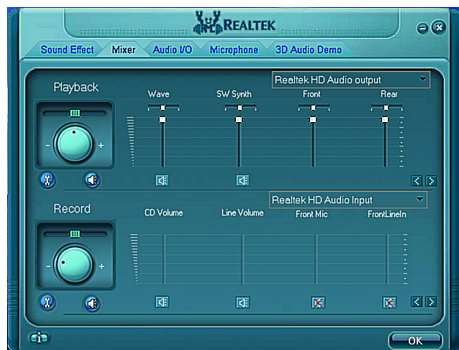 REALTEK
Sound Effect Mixer Audio I/O Microphone 3D Audio Demo
Realtek HD Audio output
Playback
Wave SW Synth Front Rear
- +
Realtek HD Audio Input
Record
CD Volume Line Volume Front Mic FrontLineIn
- +
OK